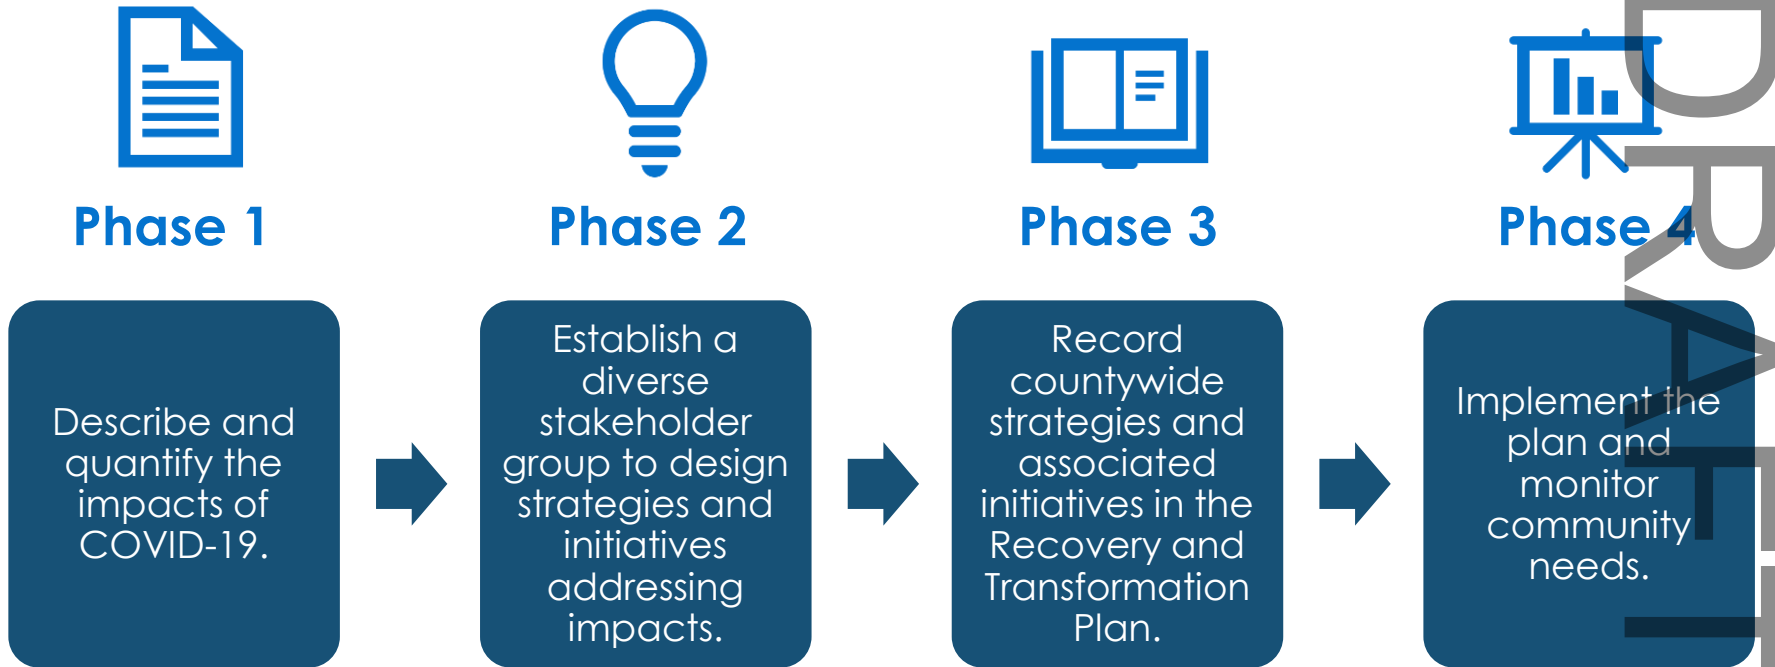 Phase 1
Describe and
quantify the
impacts of
COVID-19.
Phase 2
Establish a
diverse
stakeholder
group to design
strategies and
initiatives
addressing
impacts.
Phase 3
Record
countywide
strategies and
associated
initiatives in the
Recovery and
Transformation
Plan.
Phase 4
Implement the
plan and
monitor
community
needs.
DRAFT